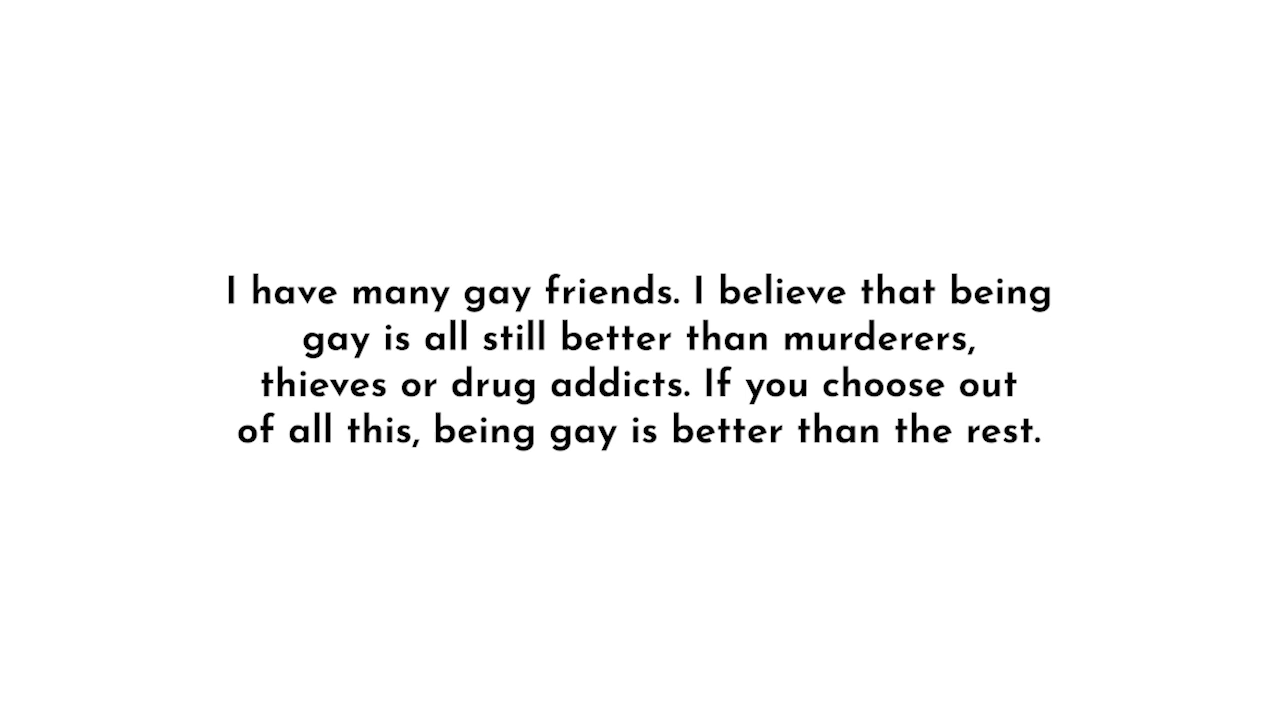 I have many gay friends. I believe that being
gay is all still better than murderers,
thieves or drug addicts. If you choose out
of all this, being gay is better than the rest.